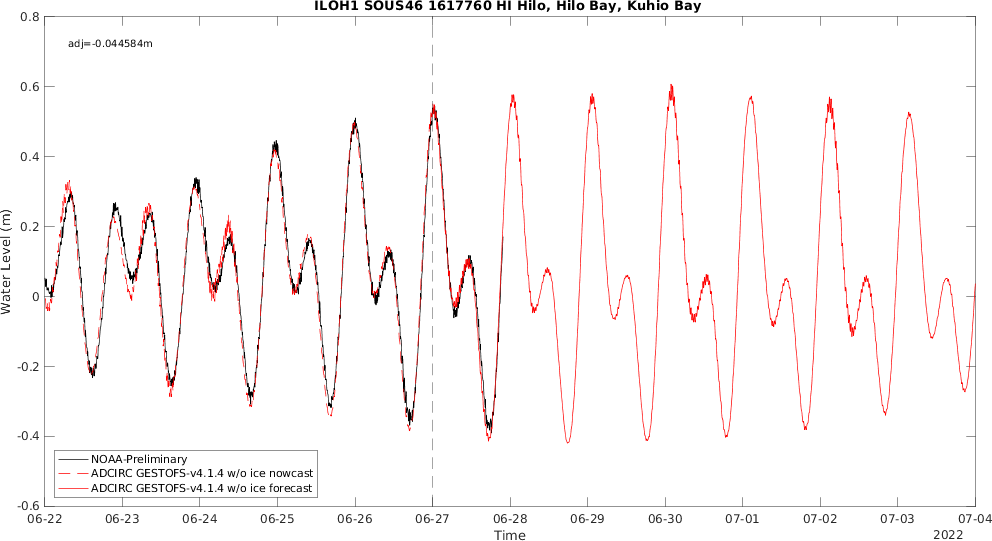 ILOH1 SOUS46 1617760 HI Hilo, Hilo Bay, Kuhio Bay
adj=-0.044584m
0.8
0.6
0.4
0.2
0
-0.2
-0.4
-0.6
Water Level (m)
NOAA-Preliminary
ADCIRC GESTOFS-v4.1.4 w/o ice nowcast
ADCIRC GESTOFS-v4.1.4 w/o ice forecast
06-22 06-23 06-24 06-25 06-26 06-27 06-28 06-29 06-30 07-01 07-02 07-03 07-04
Time
2022